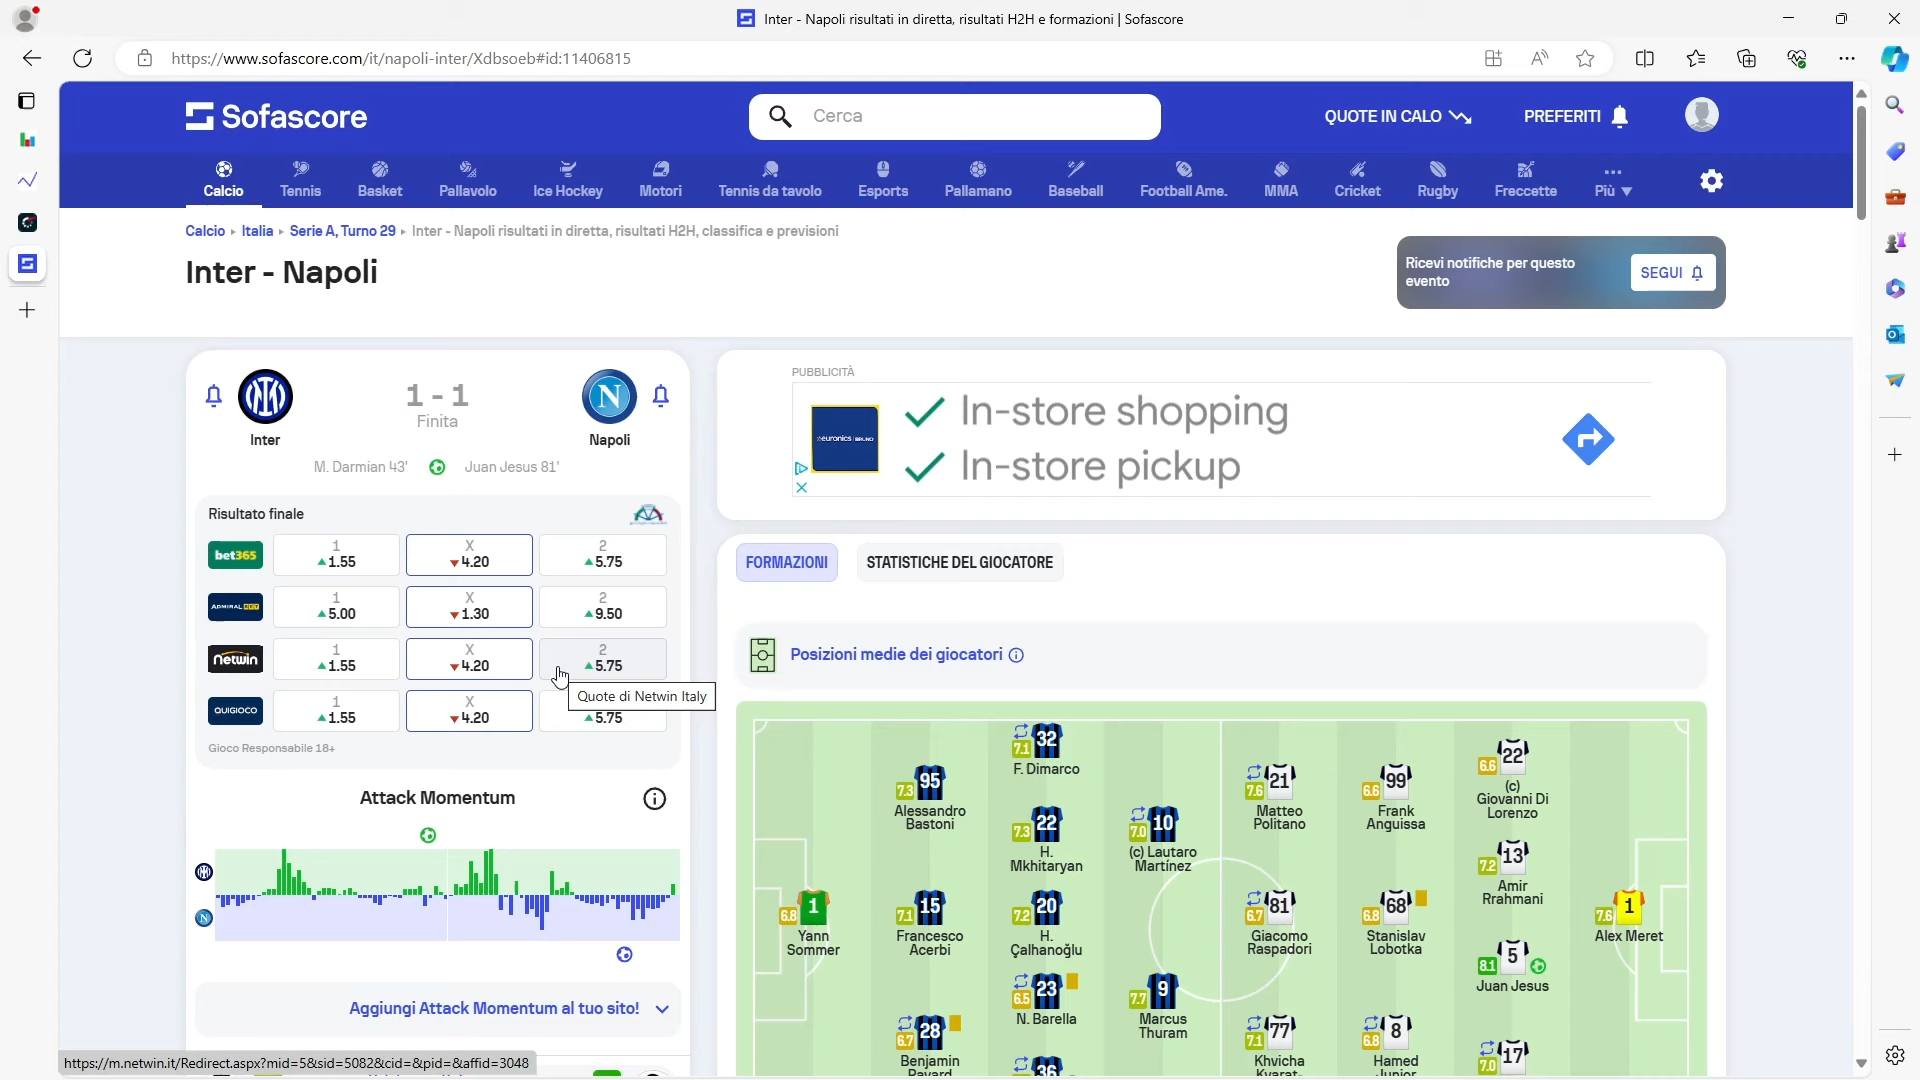 Inter - Napoli risultati in diretta, risultati H2H e formazioni | Sofascore
https://www.sofascore.com/it/napoli-inter/Xdbsoeb#id:11406815
Sofascore
Cerca
QUOTE IN CALO
PREFERITI
Calcio
Tennis
Basket
Pallavolo
Ice Hockey
Motori
Tennis da tavolo
Esports
Pallamano
Baseball
Football Ame.
MMA
Cricket
Rugby
Freccette
Più
Calcio Italia Serie A, Turno 29 Inter - Napoli risultati in diretta, risultati H2H, classifica e previsioni
Inter - Napoli
Ricevi notifiche per questo
evento
SEGUI
1 - 1
Finita
Inter
Napoli
M. Darmian 43'
Juan Jesus 81'
Risultato finale
bet365
1
1.55
X
4.20
2
5.75
ADMIRAL BET
1
5.00
X
1.30
2
9.50
netwin
1
1.55
X
4.20
2
5.75
Quote di Netwin Italy
QUIGIOCO
1
1.55
X
4.20
5.75
Gioco Responsabile 18+
Attack Momentum
Aggiungi Attack Momentum al tuo sito!
https://m.netwin.it/Redirect.aspx?mid=5&sid=5082&cid=&pid=&affid=3048
PUBBLICITÀ
euronics BRUNO
In-store shopping
In-store pickup
FORMAZIONI
STATISTICHE DEL GIOCATORE
Posizioni medie dei giocatori
1
6.8
Yann
Sommer
95
7.3
Alessandro
Bastoni
15
7.1
Francesco
Acerbi
28
6.7
Benjamin
Pavard
32
7.1
F. Dimarco
22
7.3
H.
Mkhitaryan
20
7.2
H.
Çalhanoğlu
23
6.5
N. Barella
36
10
7.0
(c) Lautaro
Martínez
9
7.7
Marcus
Thuram
21
7.6
Matteo
Politano
81
6.7
Giacomo
Raspadori
77
7.1
Khvicha
Kvarat-
99
6.6
Frank
Anguissa
68
6.8
Stanislav
Lobotka
8
6.8
Hamed
Junior
22
6.6
(c)
Giovanni Di
Lorenzo
13
7.2
Amir
Rrahmani
5
8.1
Juan Jesus
17
7.0
1
7.6
Alex Meret